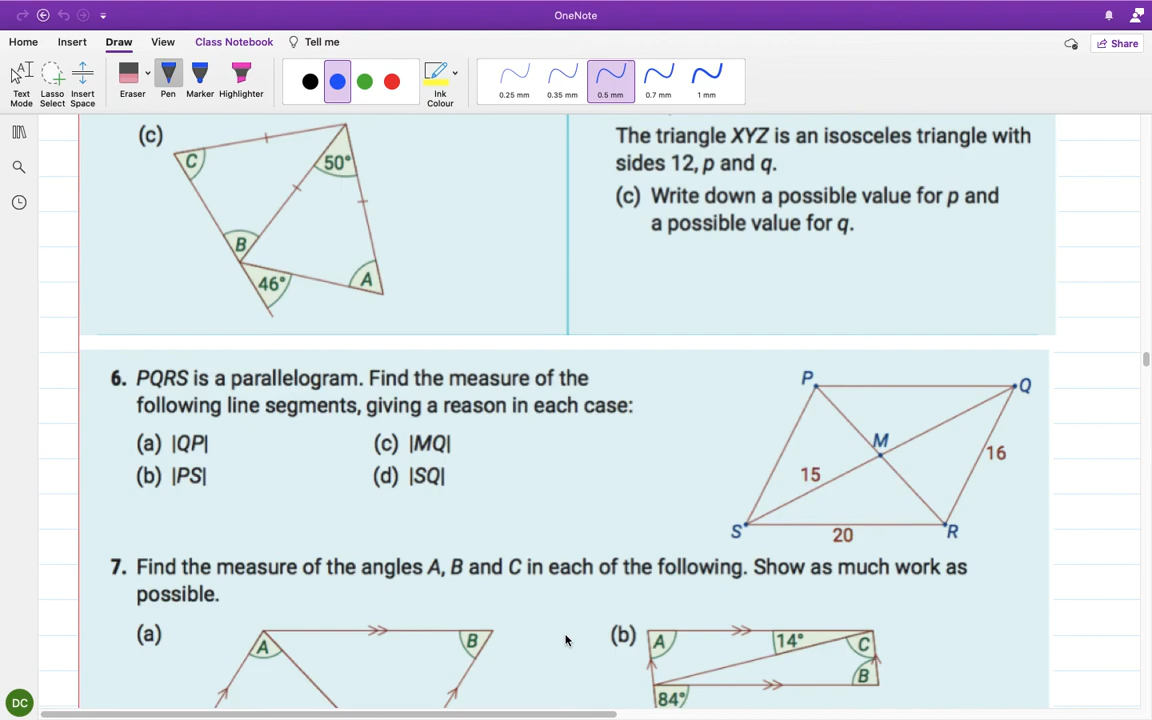 OneNote
Home Insert Draw View Class Notebook Tell me
Share
Text Mode
Lasso Select
Insert Space
Eraser
Pen
Marker
Highlighter
Ink Colour
0.25 mm
0.35 mm
0.5 mm
0.7 mm
1 mm
(c)
C
50°
B
46°
A
The triangle XYZ is an isosceles triangle with
sides 12, p and q.
(c) Write down a possible value for p and
a possible value for q.
6. PQRS is a parallelogram. Find the measure of the
following line segments, giving a reason in each case:
(a) |QP|
(c) |MQ|
(b) |PS|
(d) |SQ|
P
Q
M
16
15
S
R
20
7. Find the measure of the angles A, B and C in each of the following. Show as much work as
possible.
(a)
A
B
(b)
A
14°
C
B
84°
DC